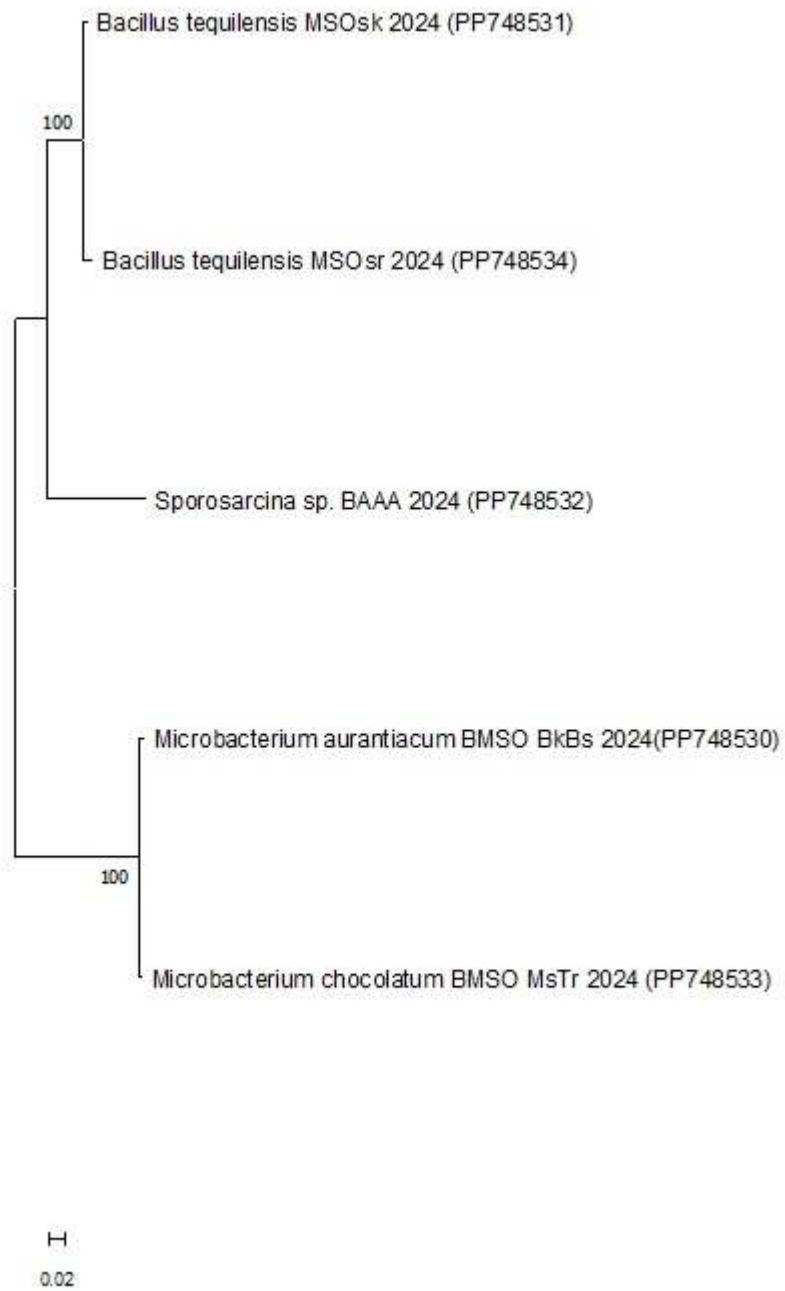 Bacillus tequilensis MSOsk 2024 (PP748531)
100
Bacillus tequilensis MSOsr 2024 (PP748534)
Sporosarcina sp. BAAA 2024 (PP748532)
Microbacterium aurantiacum BMSO BkBs 2024(PP748530)
100
Microbacterium chocolatum BMSO MsTr 2024 (PP748533)
0.02